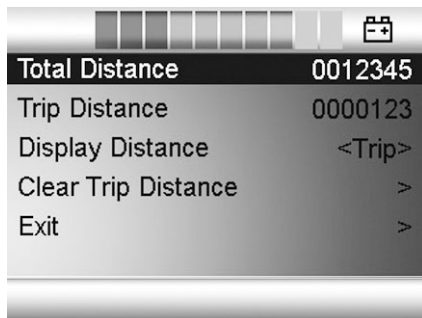 Total Distance 0012345
Trip Distance 0000123
Display Distance <Trip>
Clear Trip Distance >
Exit >